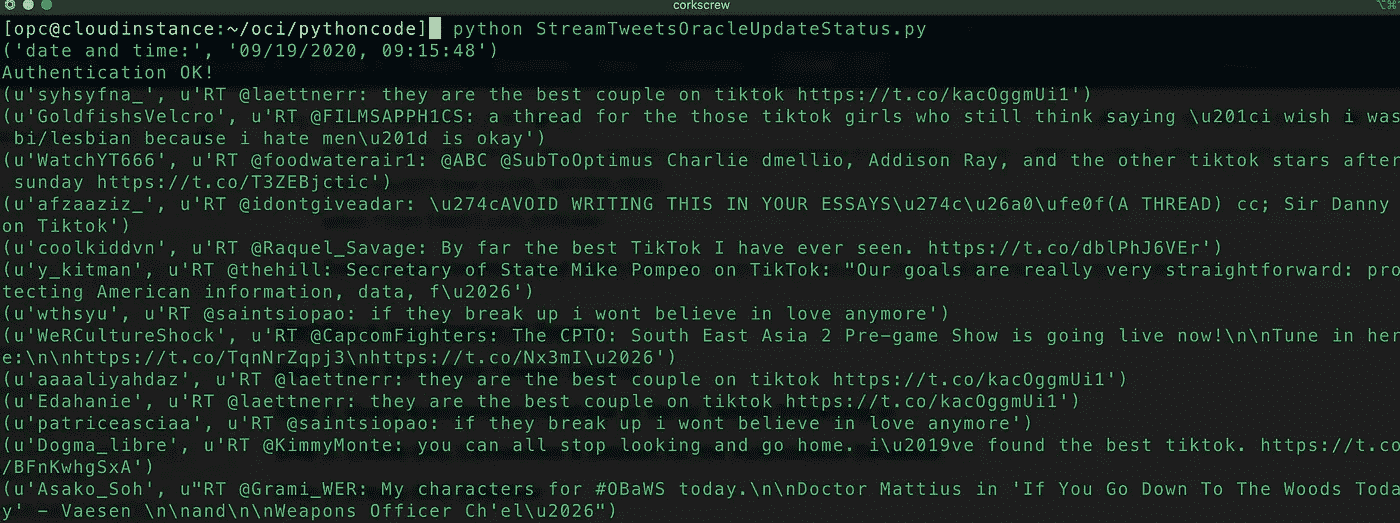 corkscrew
[opc@cloudinstance:~/oci/pythoncode] python StreamTweetsOracleUpdateStatus.py
('date and time:', '09/19/2020, 09:15:48')
Authentication OK!
(u'syhsyfna_', u'RT @laettnerr: they are the best couple on tiktok https://t.co/kacOggmUi1')
(u'GoldfishsVelcro', u'RT @FILMSAPPH1CS: a thread for the those tiktok girls who still think saying \u201ci wish i was
 bi/lesbian because i hate men\u201d is okay')
(u'WatchYT666', u'RT @foodwaterair1: @ABC @SubToOptimus Charlie dmellio, Addison Ray, and the other tiktok stars after
 sunday https://t.co/T3ZEBjctic')
(u'afzaaziz_', u'RT @idontgiveadar: \u274cAVOID WRITING THIS IN YOUR ESSAYS\u274c\u26a0\ufe0f(A THREAD) cc; Sir Danny
on Tiktok')
(u'coolkiddvn', u'RT @Raquel_Savage: By far the best TikTok I have ever seen. https://t.co/dblPhJ6VEr')
(u'y_kitman', u'RT @thehill: Secretary of State Mike Pompeo on TikTok: "Our goals are really very straightforward: pro
tecting American information, data, f\u2026')
(u'wthsyu', u'RT @saintsiopao: if they break up i wont believe in love anymore')
(u'WeRCultureShock', u'RT @CapcomFighters: The CPTO: South East Asia 2 Pre-game Show is going live now!\n\nTune in her
e:\n\nhttps://t.co/TqnNrZqpj3\nhttps://t.co/Nx3mI\u2026')
(u'aaaaliyahdaz', u'RT @laettnerr: they are the best couple on tiktok https://t.co/kacOggmUi1')
(u'Edahanie', u'RT @laettnerr: they are the best couple on tiktok https://t.co/kacOggmUi1')
(u'patriceasciaa', u'RT @saintsiopao: if they break up i wont believe in love anymore')
(u'Dogma_libre', u'RT @KimmyMonte: you can all stop looking and go home. i\u2019ve found the best tiktok. https://t.co
/BFnKwhgSxA')
(u'Asako_Soh', u"RT @Grami_WER: My characters for #OBaWS today.\n\nDoctor Mattius in 'If You Go Down To The Woods Toda
y' - Vaesen \n\nand\n\nWeapons Officer Ch'el\u2026")